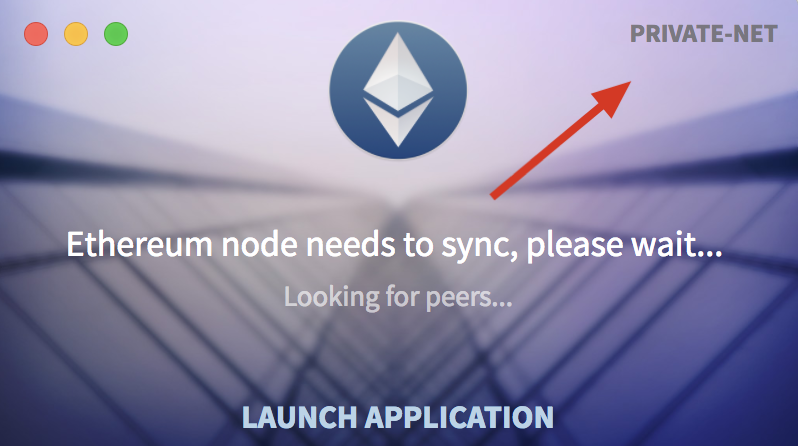 PRIVATE-NET
Ethereum node needs to sync, please wait...
Looking for peers...
LAUNCH APPLICATION